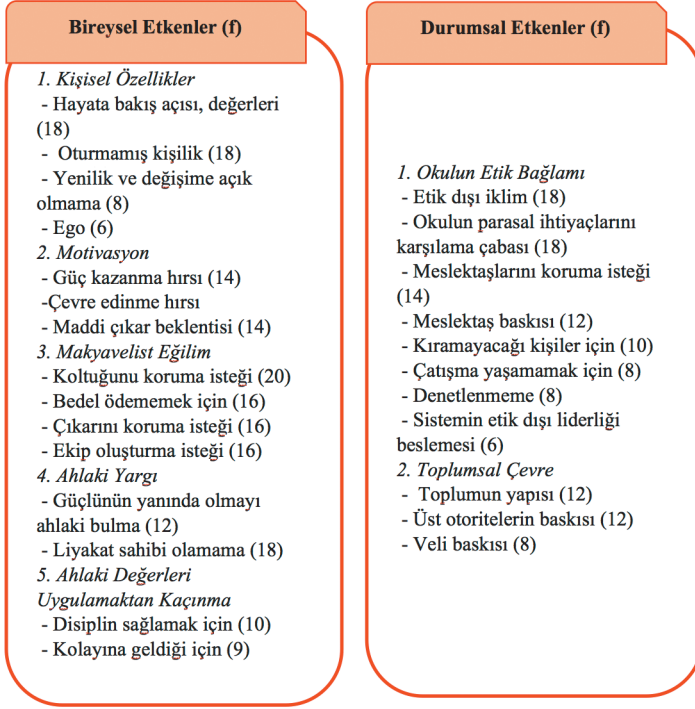 Bireysel Etkenler (f)
1. Kişisel Özellikler
- Hayata bakış açısı, değerleri
(18)
- Oturmamış kişilik (18)
- Yenilik ve değişime açık
olmama (8)
- Ego (6)
2. Motivasyon
- Güç kazanma hırsı (14)
-Çevre edinme hırsı
- Maddi çıkar beklentisi (14)
3. Makyavelist Eğilim
- Koltuğunu koruma isteği (20)
- Bedel ödememek için (16)
- Çıkarını koruma isteği (16)
- Ekip oluşturma isteği (16)
4. Ahlaki Yargı
- Güçlünün yanında olmayı
ahlaki bulma (12)
- Liyakat sahibi olamama (18)
5. Ahlaki Değerleri
Uygulamaktan Kaçınma
- Disiplin sağlamak için (10)
- Kolayına geldiği için (9)
Durumsal Etkenler (f)
1. Okulun Etik Bağlamı
- Etik dışı iklim (18)
- Okulun parasal ihtiyaçlarını
karşılama çabası (18)
- Meslektaşlarını koruma isteği
(14)
- Meslektaş baskısı (12)
- Kıramayacağı kişiler için (10)
- Çatışma yaşamamak için (8)
- Denetlenmeme (8)
- Sistemin etik dışı liderliği
beslemesi (6)
2. Toplumsal Çevre
- Toplumun yapısı (12)
- Üst otoritelerin baskısı (12)
- Veli baskısı (8)